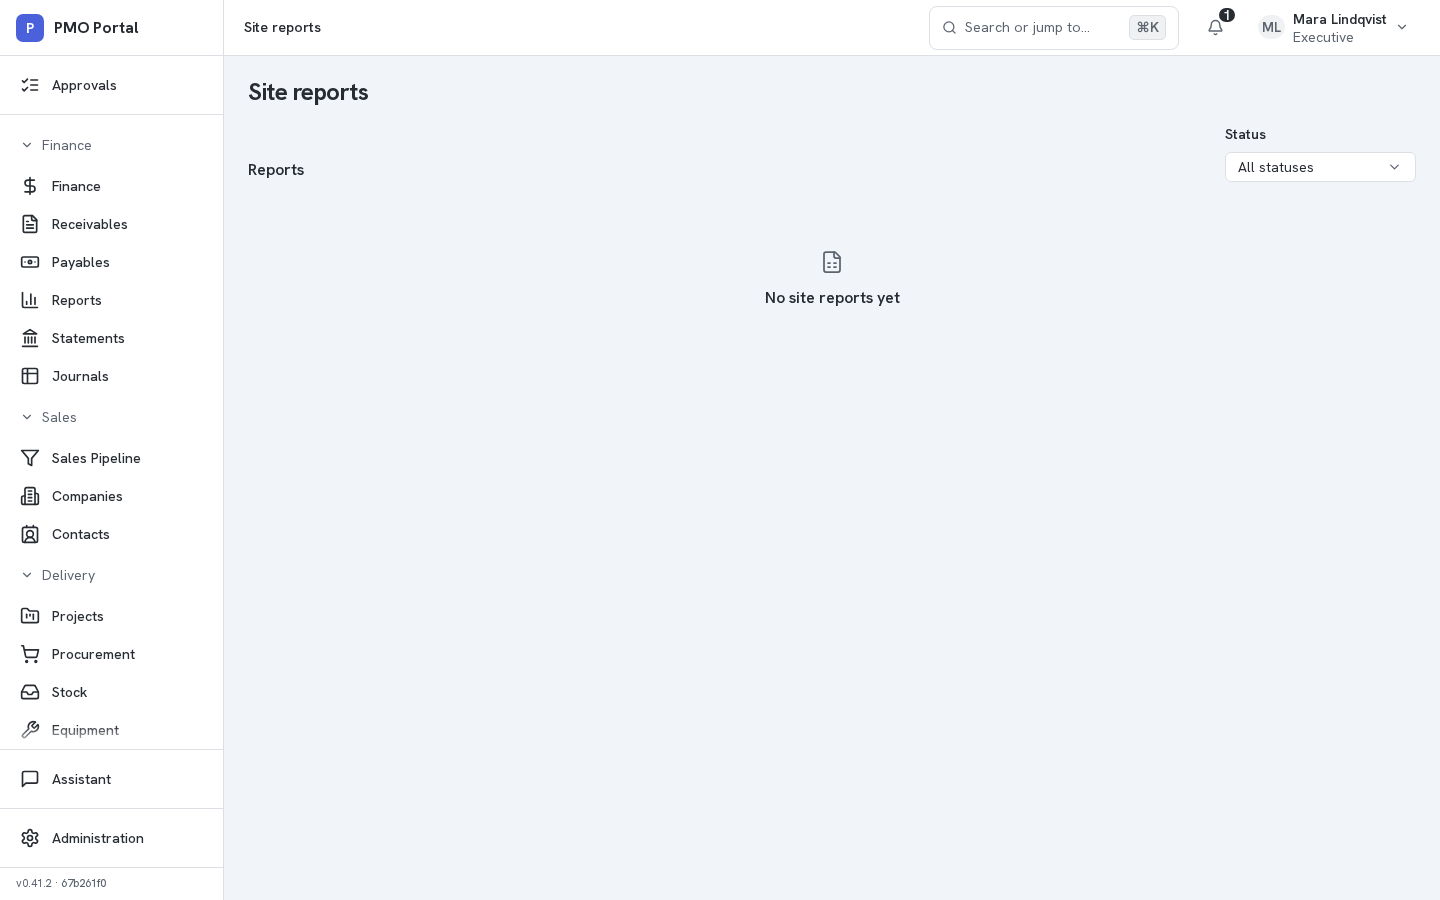 P PMO Portal
Site reports
Search or jump to...
⌘K
1
ML
Mara Lindqvist
Executive
Approvals
Finance
Finance
Receivables
Payables
Reports
Statements
Journals
Sales
Sales Pipeline
Companies
Contacts
Delivery
Projects
Procurement
Stock
Equipment
Assistant
Administration
v0.41.2 · 67b261f0
Site reports
Status
Reports
All statuses
No site reports yet